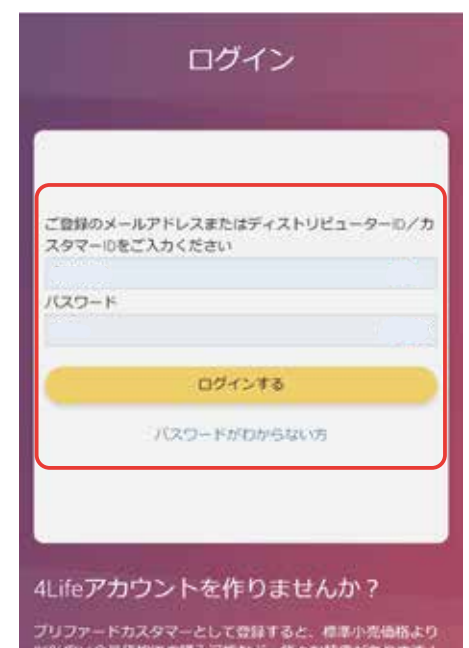 ログイン
ご登録のメールアドレスまたはディストリビューターID／カ
スタマーIDをご入力ください
パスワード
ログインする
パスワードがわからない方
4Lifeアカウントを作りませんか？
プリファードカスタマーとして登録すると、標準小売価格より